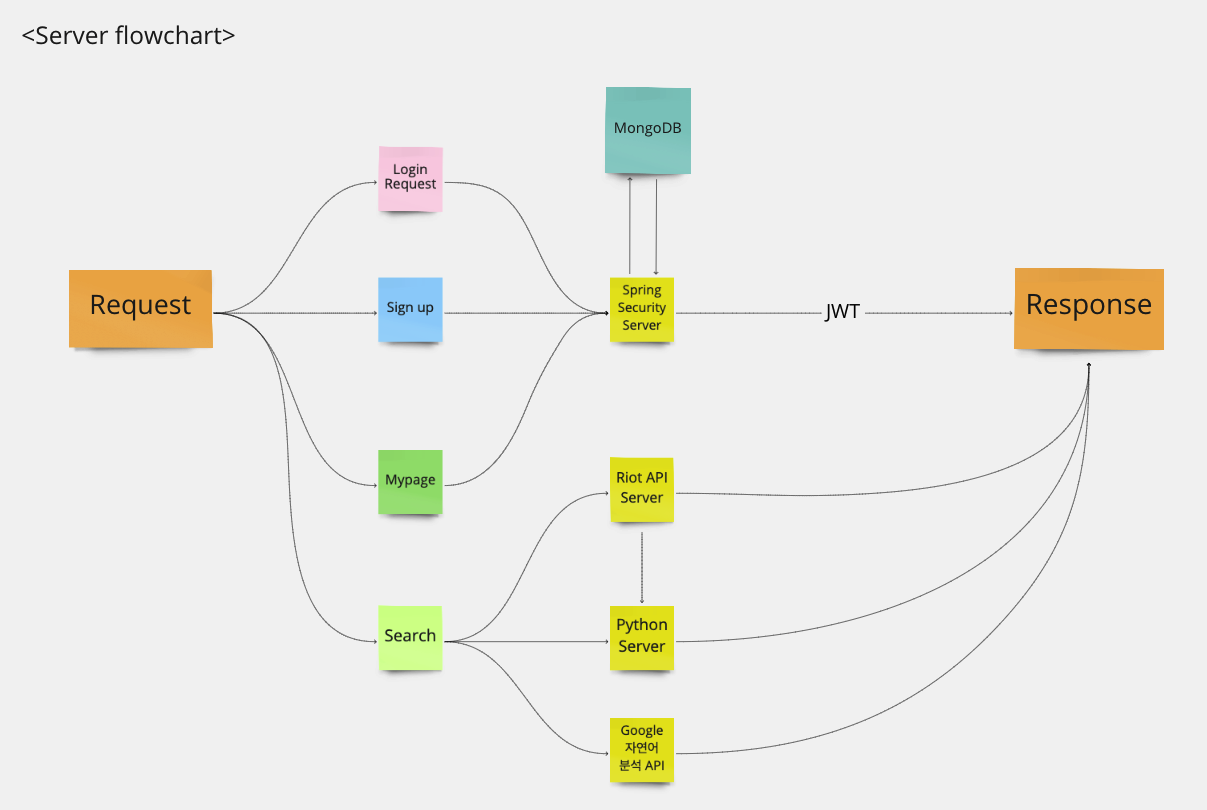 <Server flowchart>
MongoDB
Login
Request
Request
Sign up
Spring
Security
Server
JWT
Response
Mypage
Riot API
Server
Search
Python
Server
Google
자연어
분석 API